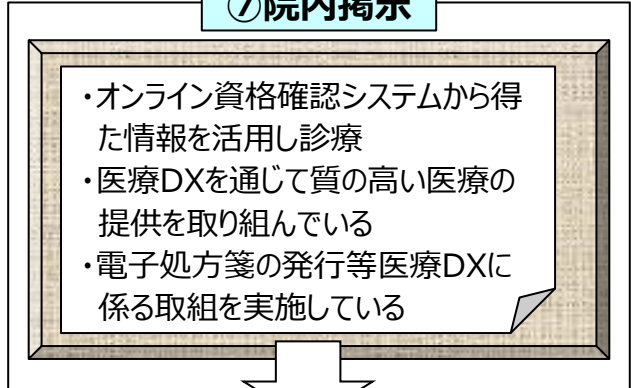 ⑦院内掲示
・オンライン資格確認システムから得
た情報を活用し診療
・医療DXを通じて質の高い医療の
提供を取り組んでいる
・電子処方箋の発行等医療DXに
係る取組を実施している